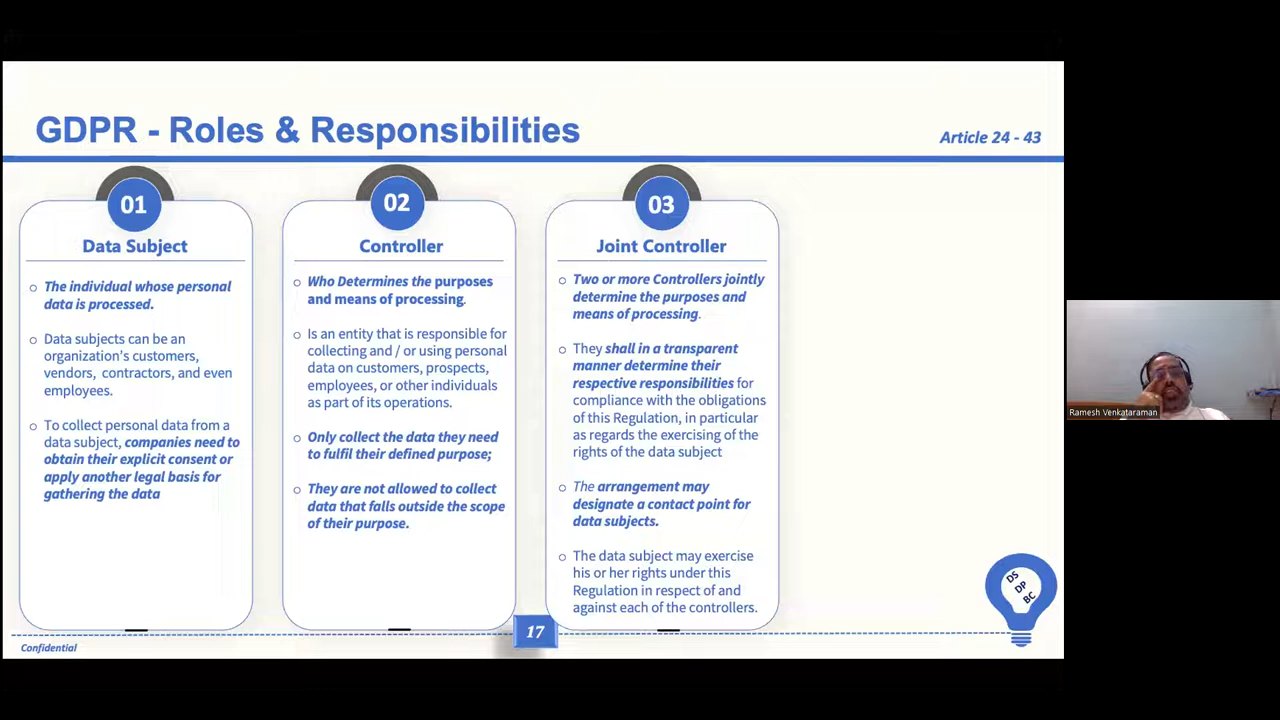 GDPR - Roles & Responsibilities
Article 24 - 43
01
Data Subject
The individual whose personal
data is processed.
Data subjects can be an
organization's customers,
vendors, contractors, and even
employees.
To collect personal data from a
data subject, companies need to
obtain their explicit consent or
apply another legal basis for
gathering the data
02
Controller
Who Determines the purposes
and means of processing.
Is an entity that is responsible for
collecting and / or using personal
data on customers, prospects,
employees, or other individuals
as part of its operations.
Only collect the data they need
to fulfil their defined purpose;
They are not allowed to collect
data that falls outside the scope
of their purpose.
03
Joint Controller
Two or more Controllers jointly
determine the purposes and
means of processing.
They shall in a transparent
manner determine their
respective responsibilities for
compliance with the obligations
of this Regulation, in particular
as regards the exercising of the
rights of the data subject
The arrangement may
designate a contact point for
data subjects.
The data subject may exercise
his or her rights under this
Regulation in respect of and
against each of the controllers.
DS
DP
BC
17
Confidential
Ramesh Venkataraman